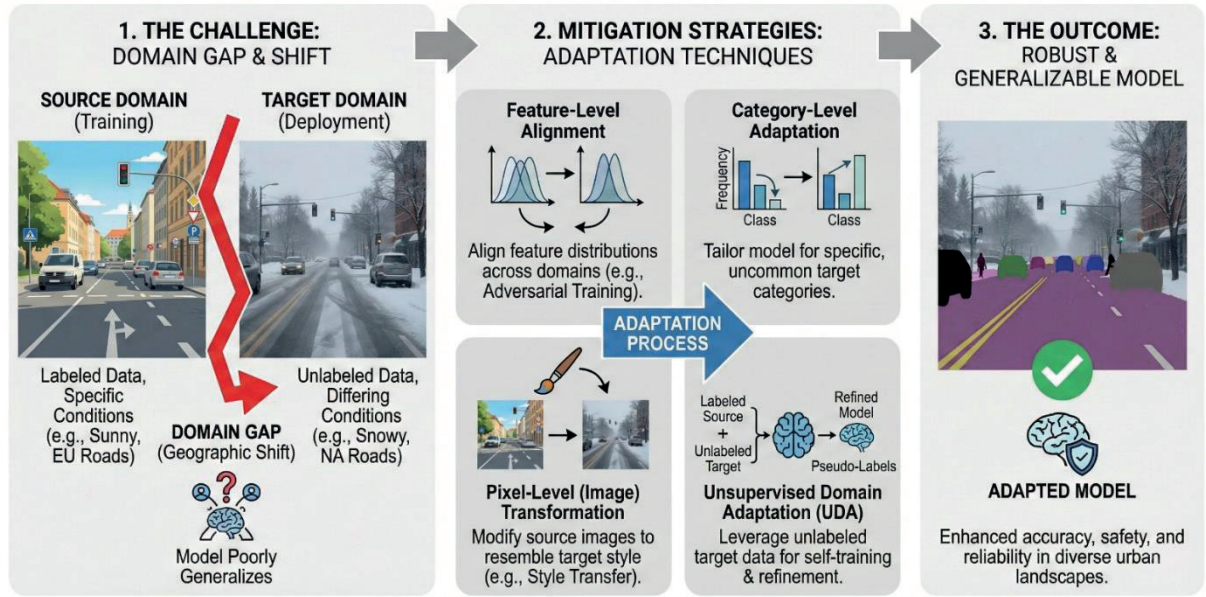 1. THE CHALLENGE:
DOMAIN GAP & SHIFT
SOURCE DOMAIN
(Training)
TARGET DOMAIN
(Deployment)
P
Labeled Data,
Specific
Conditions
(e.g., Sunny,
EU Roads)
Unlabeled Data,
Differing
Conditions
(e.g., Snowy,
NA Roads)
DOMAIN GAP
(Geographic Shift)
?
Model Poorly
Generalizes
2. MITIGATION STRATEGIES:
ADAPTATION TECHNIQUES
Feature-Level
Alignment
Align feature distributions
across domains (e.g.,
Adversarial Training).
Category-Level
Adaptation
Frequency
Class
Class
Tailor model for specific,
uncommon target
categories.
ADAPTATION
PROCESS
Pixel-Level (Image)
Transformation
Modify source images to
resemble target style
(e.g., Style Transfer).
Labeled
Source
+
Unlabeled
Target
Refined
Model
Pseudo-Labels
Unsupervised Domain
Adaptation (UDA)
Leverage unlabeled
target data for self-training
& refinement.
3. THE OUTCOME:
ROBUST &
GENERALIZABLE MODEL
ADAPTED MODEL
Enhanced accuracy, safety, and
reliability in diverse urban
landscapes.